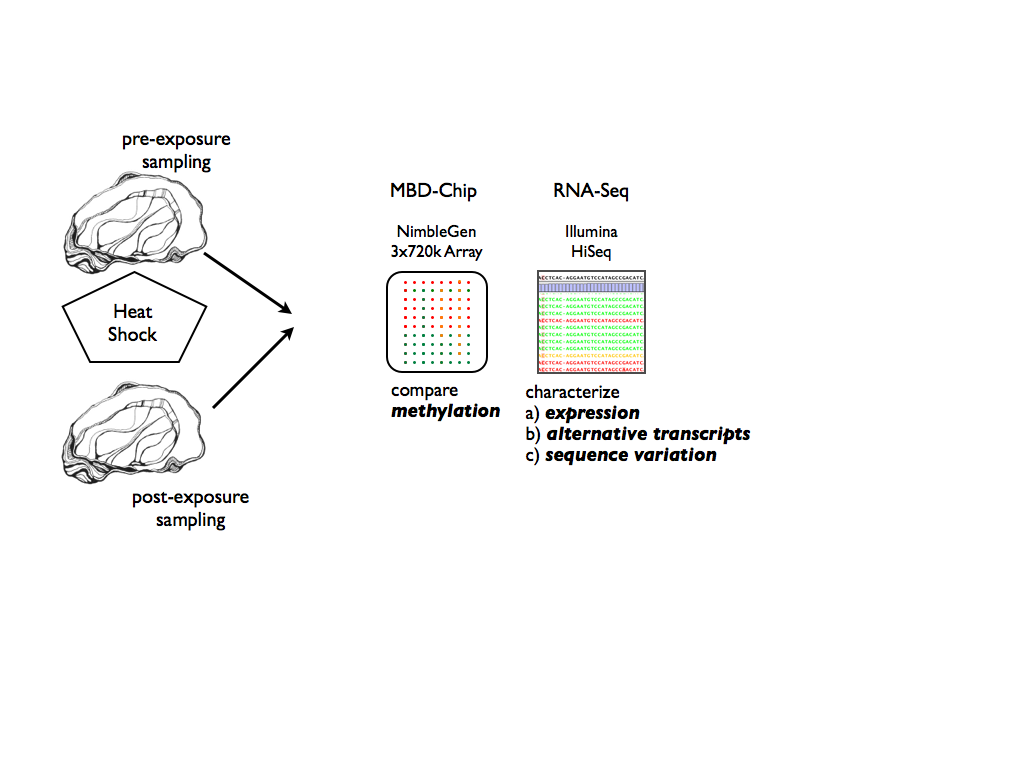 pre-exposure
sampling
Heat
Shock
post-exposure
sampling
MBD-Chip
NimbleGen
3x720k Array
compare
methylation
RNA-Seq
Illumina
HiSeq
characterize
a) expression
b) alternative transcripts
c) sequence variation